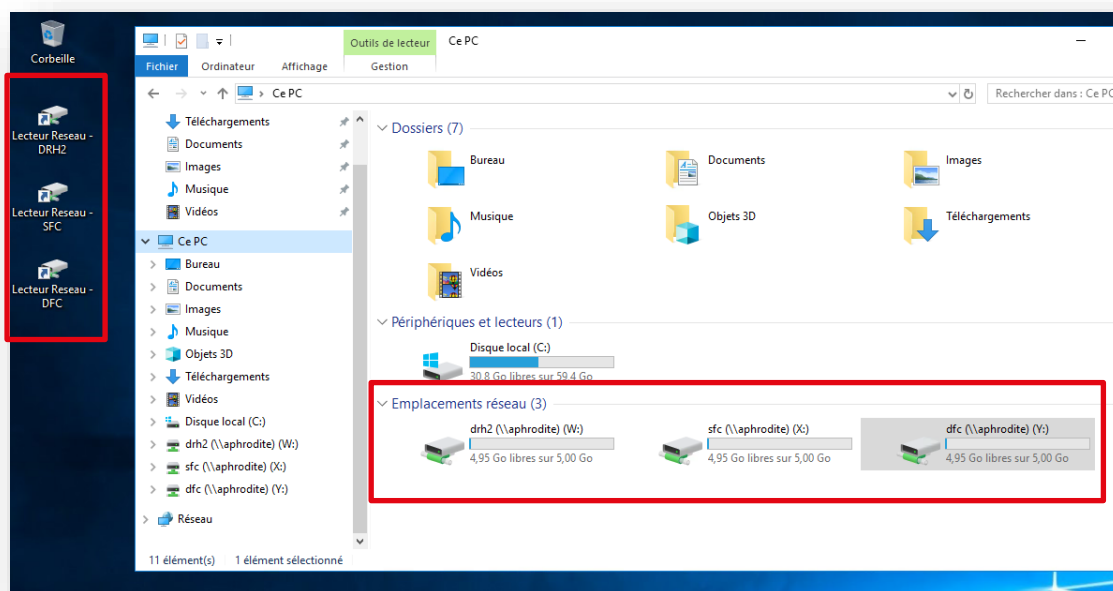 Corbeille
Lecteur Reseau -
DRH2
Lecteur Reseau -
SFC
Lecteur Reseau -
DFC
Outils de lecteur
Ce PC
Fichier
Ordinateur
Affichage
Gestion
Ce PC
Rechercher dans : Ce PC
Téléchargements
Documents
Images
Musique
Vidéos
Ce PC
Bureau
Documents
Images
Musique
Objets 3D
Téléchargements
Vidéos
Disque local (C:)
drh2 (\\aphrodite) (W:)
sfc (\\aphrodite) (X:)
dfc (\\aphrodite) (Y:)
Réseau
Dossiers (7)
Bureau
Documents
Images
Musique
Objets 3D
Téléchargements
Vidéos
Périphériques et lecteurs (1)
Disque local (C:)
30,8 Go libres sur 59,4 Go
Emplacements réseau (3)
drh2 (\\aphrodite) (W:)
4,95 Go libres sur 5,00 Go
sfc (\\aphrodite) (X:)
4,95 Go libres sur 5,00 Go
dfc (\\aphrodite) (Y:)
4,95 Go libres sur 5,00 Go
11 élément(s)
1 élément sélectionné